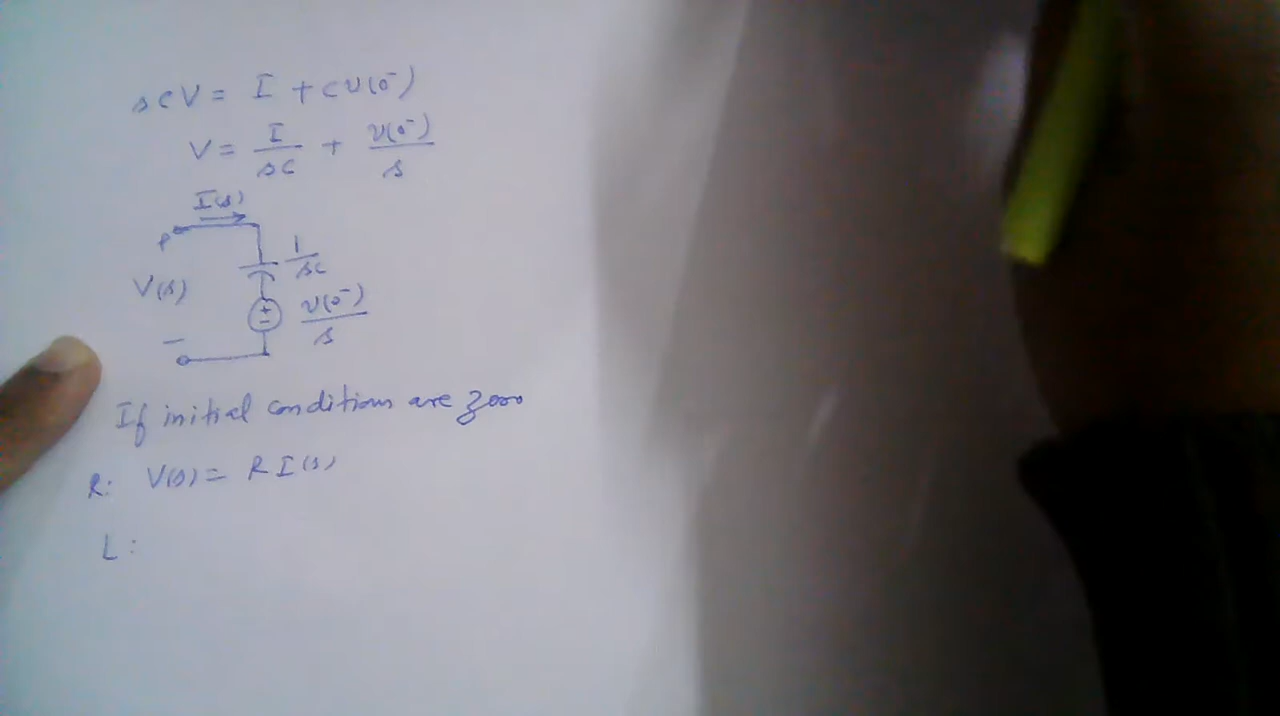 sCV = I + Cv(0⁻)
V = I/sC + v(0⁻)/s
I(s)
1/sC
V(s)
+
−
v(0⁻)/s
−
If initial conditions are zero
R: V(s) = R I(s)
L: